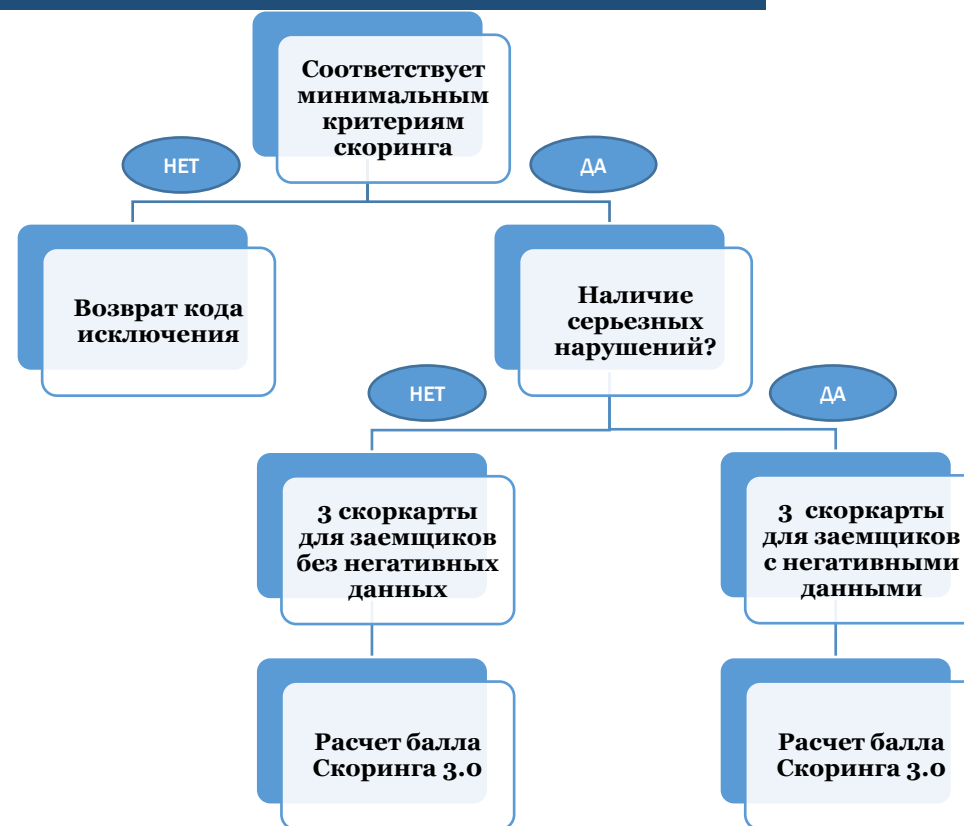 Соответствует
минимальным
критериям
скоринга
НЕТ
ДА
Возврат кода
исключения
Наличие
серьезных
нарушений?
НЕТ
ДА
3 скоркарты
для заемщиков
без негативных
данных
3 скоркарты
для заемщиков
с негативными
данными
Расчет балла
Скоринга 3.0
Расчет балла
Скоринга 3.0